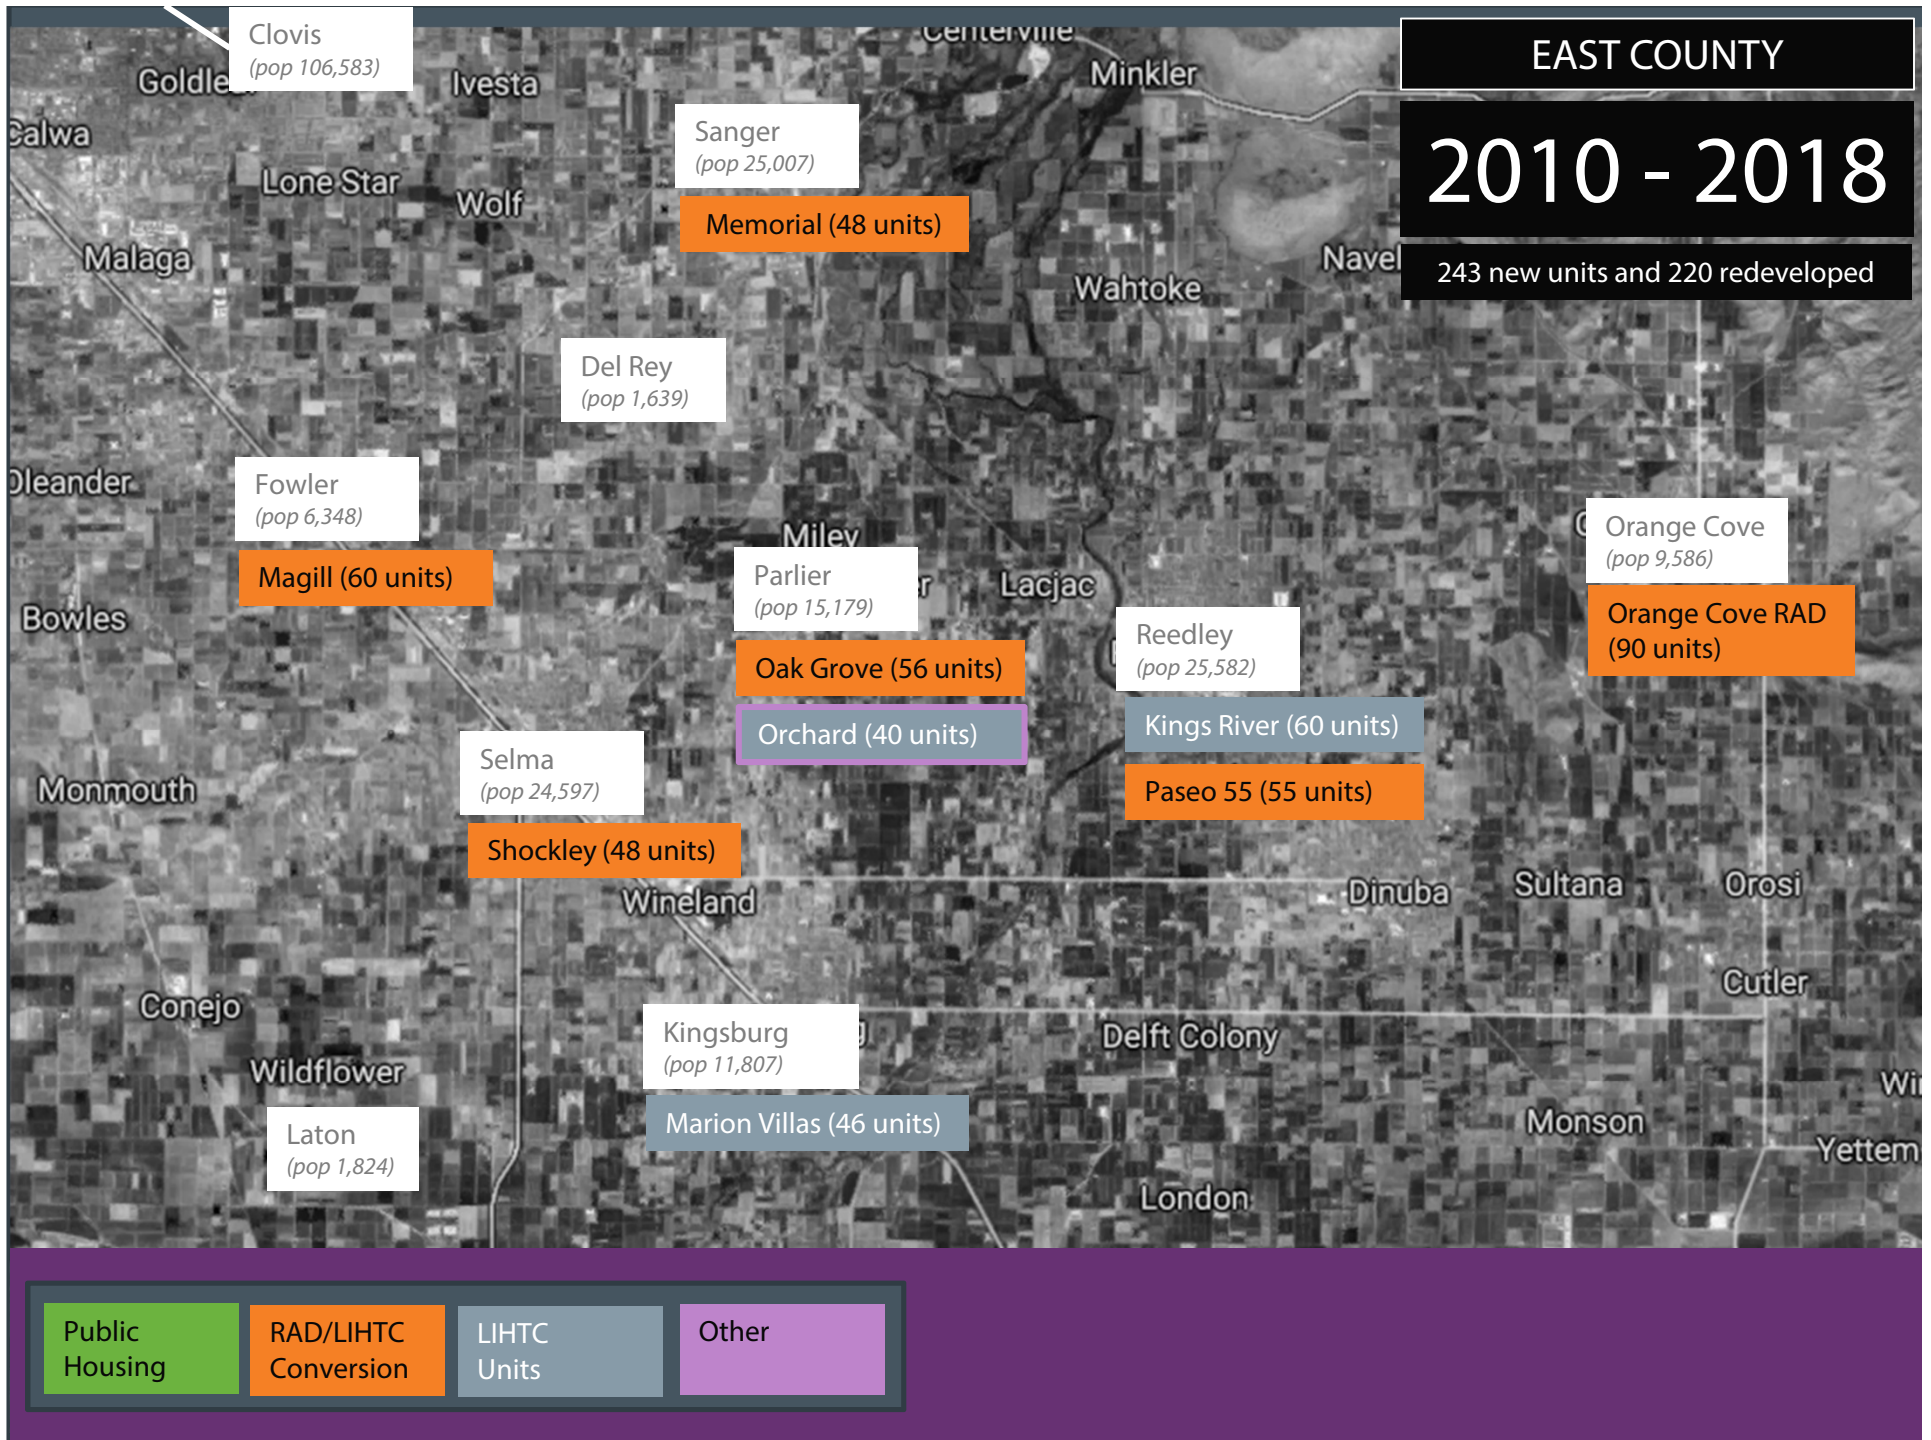 Clovis
(pop 106,583)
EAST COUNTY
2010 - 2018
243 new units and 220 redeveloped
Centerville
Minkler
Ivesta
Calwa
Sanger
(pop 25,007)
Memorial (48 units)
Lone Star
Wolf
Malaga
Navel
Wahtoke
Del Rey
(pop 1,639)
Oleander
Fowler
(pop 6,348)
Magill (60 units)
Bowles
Miley
Lacjac
Parlier
(pop 15,179)
Oak Grove (56 units)
Orchard (40 units)
Reedley
(pop 25,582)
Kings River (60 units)
Paseo 55 (55 units)
Orange Cove
(pop 9,586)
Orange Cove RAD
(90 units)
Monmouth
Selma
(pop 24,597)
Shockley (48 units)
Wineland
Dinuba
Sultana
Orosi
Cutler
Conejo
Kingsburg
(pop 11,807)
Marion Villas (46 units)
Delft Colony
Wildflower
Laton
(pop 1,824)
Monson
Yettem
London
Public
Housing
RAD/LIHTC
Conversion
LIHTC
Units
Other